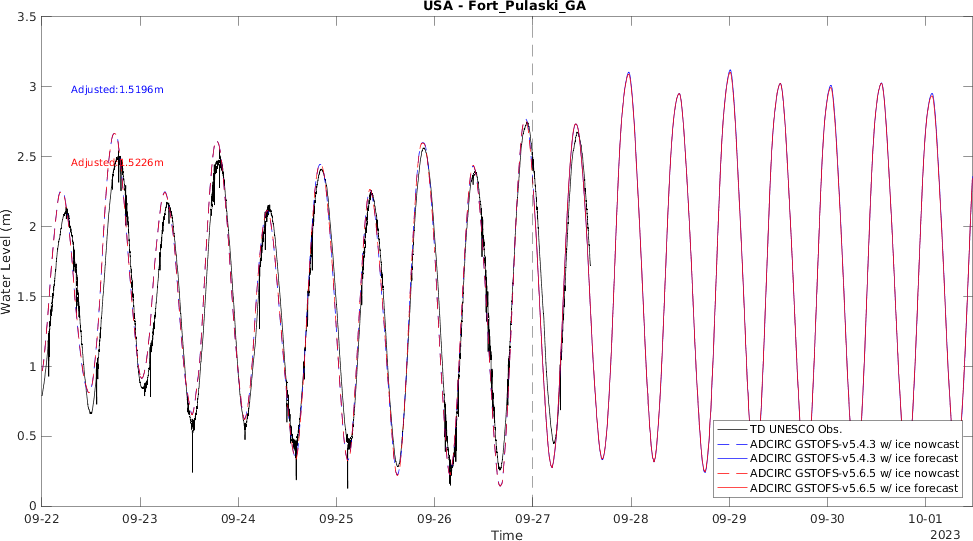 USA - Fort_Pulaski_GA
3.5
3
2.5
2
1.5
1
0.5
0
Water Level (m)
Adjusted:1.5196m
Adjusted:1.5226m
TD UNESCO Obs.
ADCIRC GSTOFS-v5.4.3 w/ ice nowcast
ADCIRC GSTOFS-v5.4.3 w/ ice forecast
ADCIRC GSTOFS-v5.6.5 w/ ice nowcast
ADCIRC GSTOFS-v5.6.5 w/ ice forecast
09-22 09-23 09-24 09-25 09-26 09-27 09-28 09-29 09-30 10-01
Time
2023